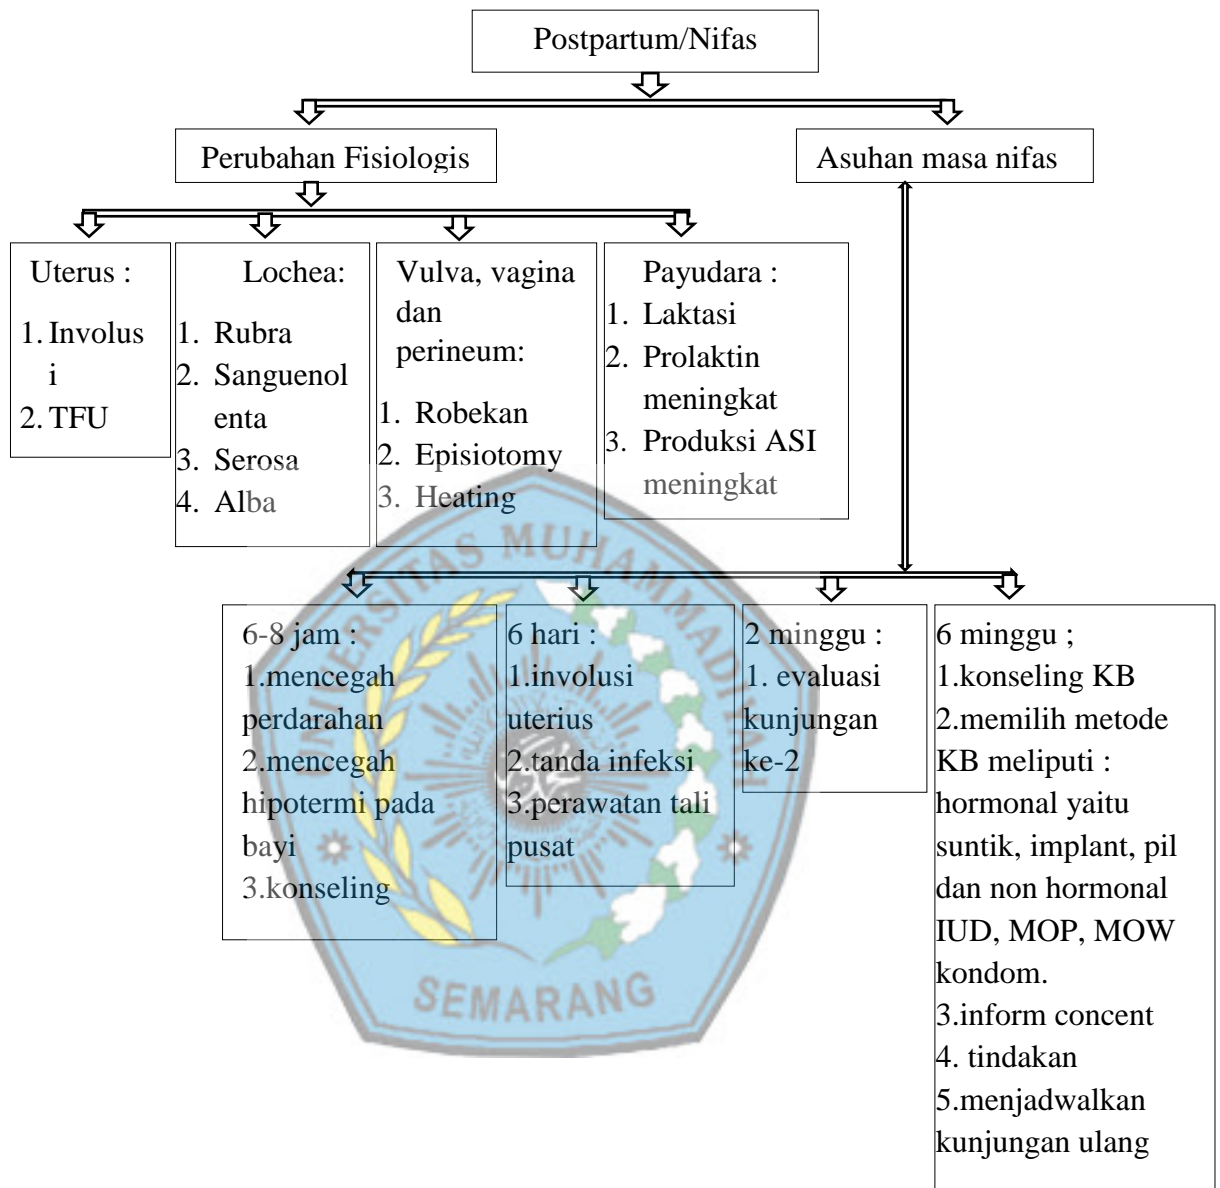 Postpartum/Nifas
Perubahan Fisiologis
Asuhan masa nifas
Uterus :
1. Involus
i
2. TFU
Lochea:
1. Rubra
2. Sanguenol
enta
3. Serosa
4. Alba
Vulva, vagina
dan
perineum:
1. Robekan
2. Episiotomy
3. Heating
Payudara :
1. Laktasi
2. Prolaktin
meningkat
3. Produksi ASI
meningkat
6-8 jam :
1.mencegah
perdarahan
2.mencegah
hipotermi pada
bayi
3.konseling
6 hari :
1.involusi
uterius
2.tanda infeksi
3.perawatan tali
pusat
2 minggu :
1. evaluasi
kunjungan
ke-2
6 minggu ;
1.konseling KB
2.memilih metode
KB meliputi :
hormonal yaitu
suntik, implant, pil
dan non hormonal
IUD, MOP, MOW
kondom.
3.inform concent
4. tindakan
5.menjadwalkan
kunjungan ulang
UNIVERSITAS MUHAMMADIYAH
SEMARANG